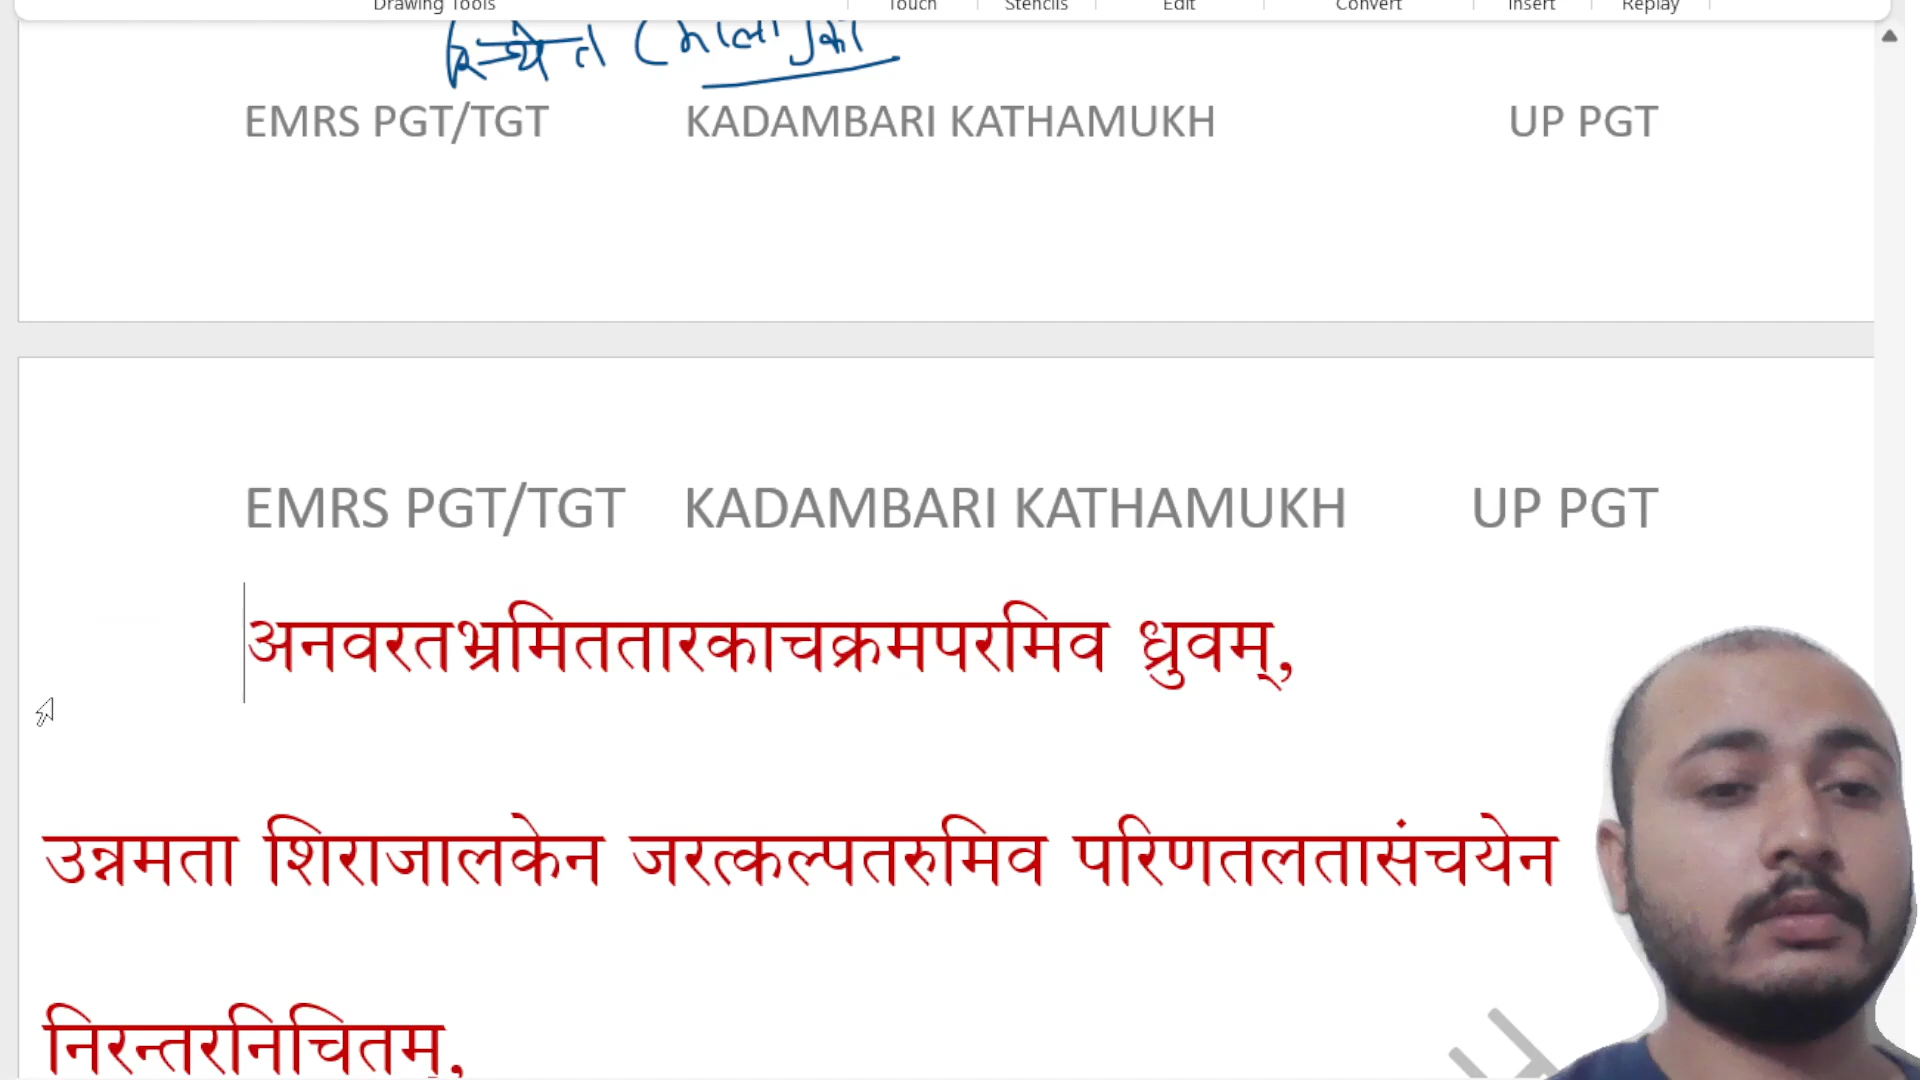 Drawing Tools Touch Stencils Edit Convert Insert Replay
EMRS PGT/TGT KADAMBARI KATHAMUKH UP PGT
EMRS PGT/TGT KADAMBARI KATHAMUKH UP PGT
अनवरतभ्रमिततारकाचक्रमपरमिव ध्रुवम्,
उन्नमता शिराजालकेन जरत्कल्पतरुमिव परिणतलतासंचयेन
निरन्तरनिचितम्,